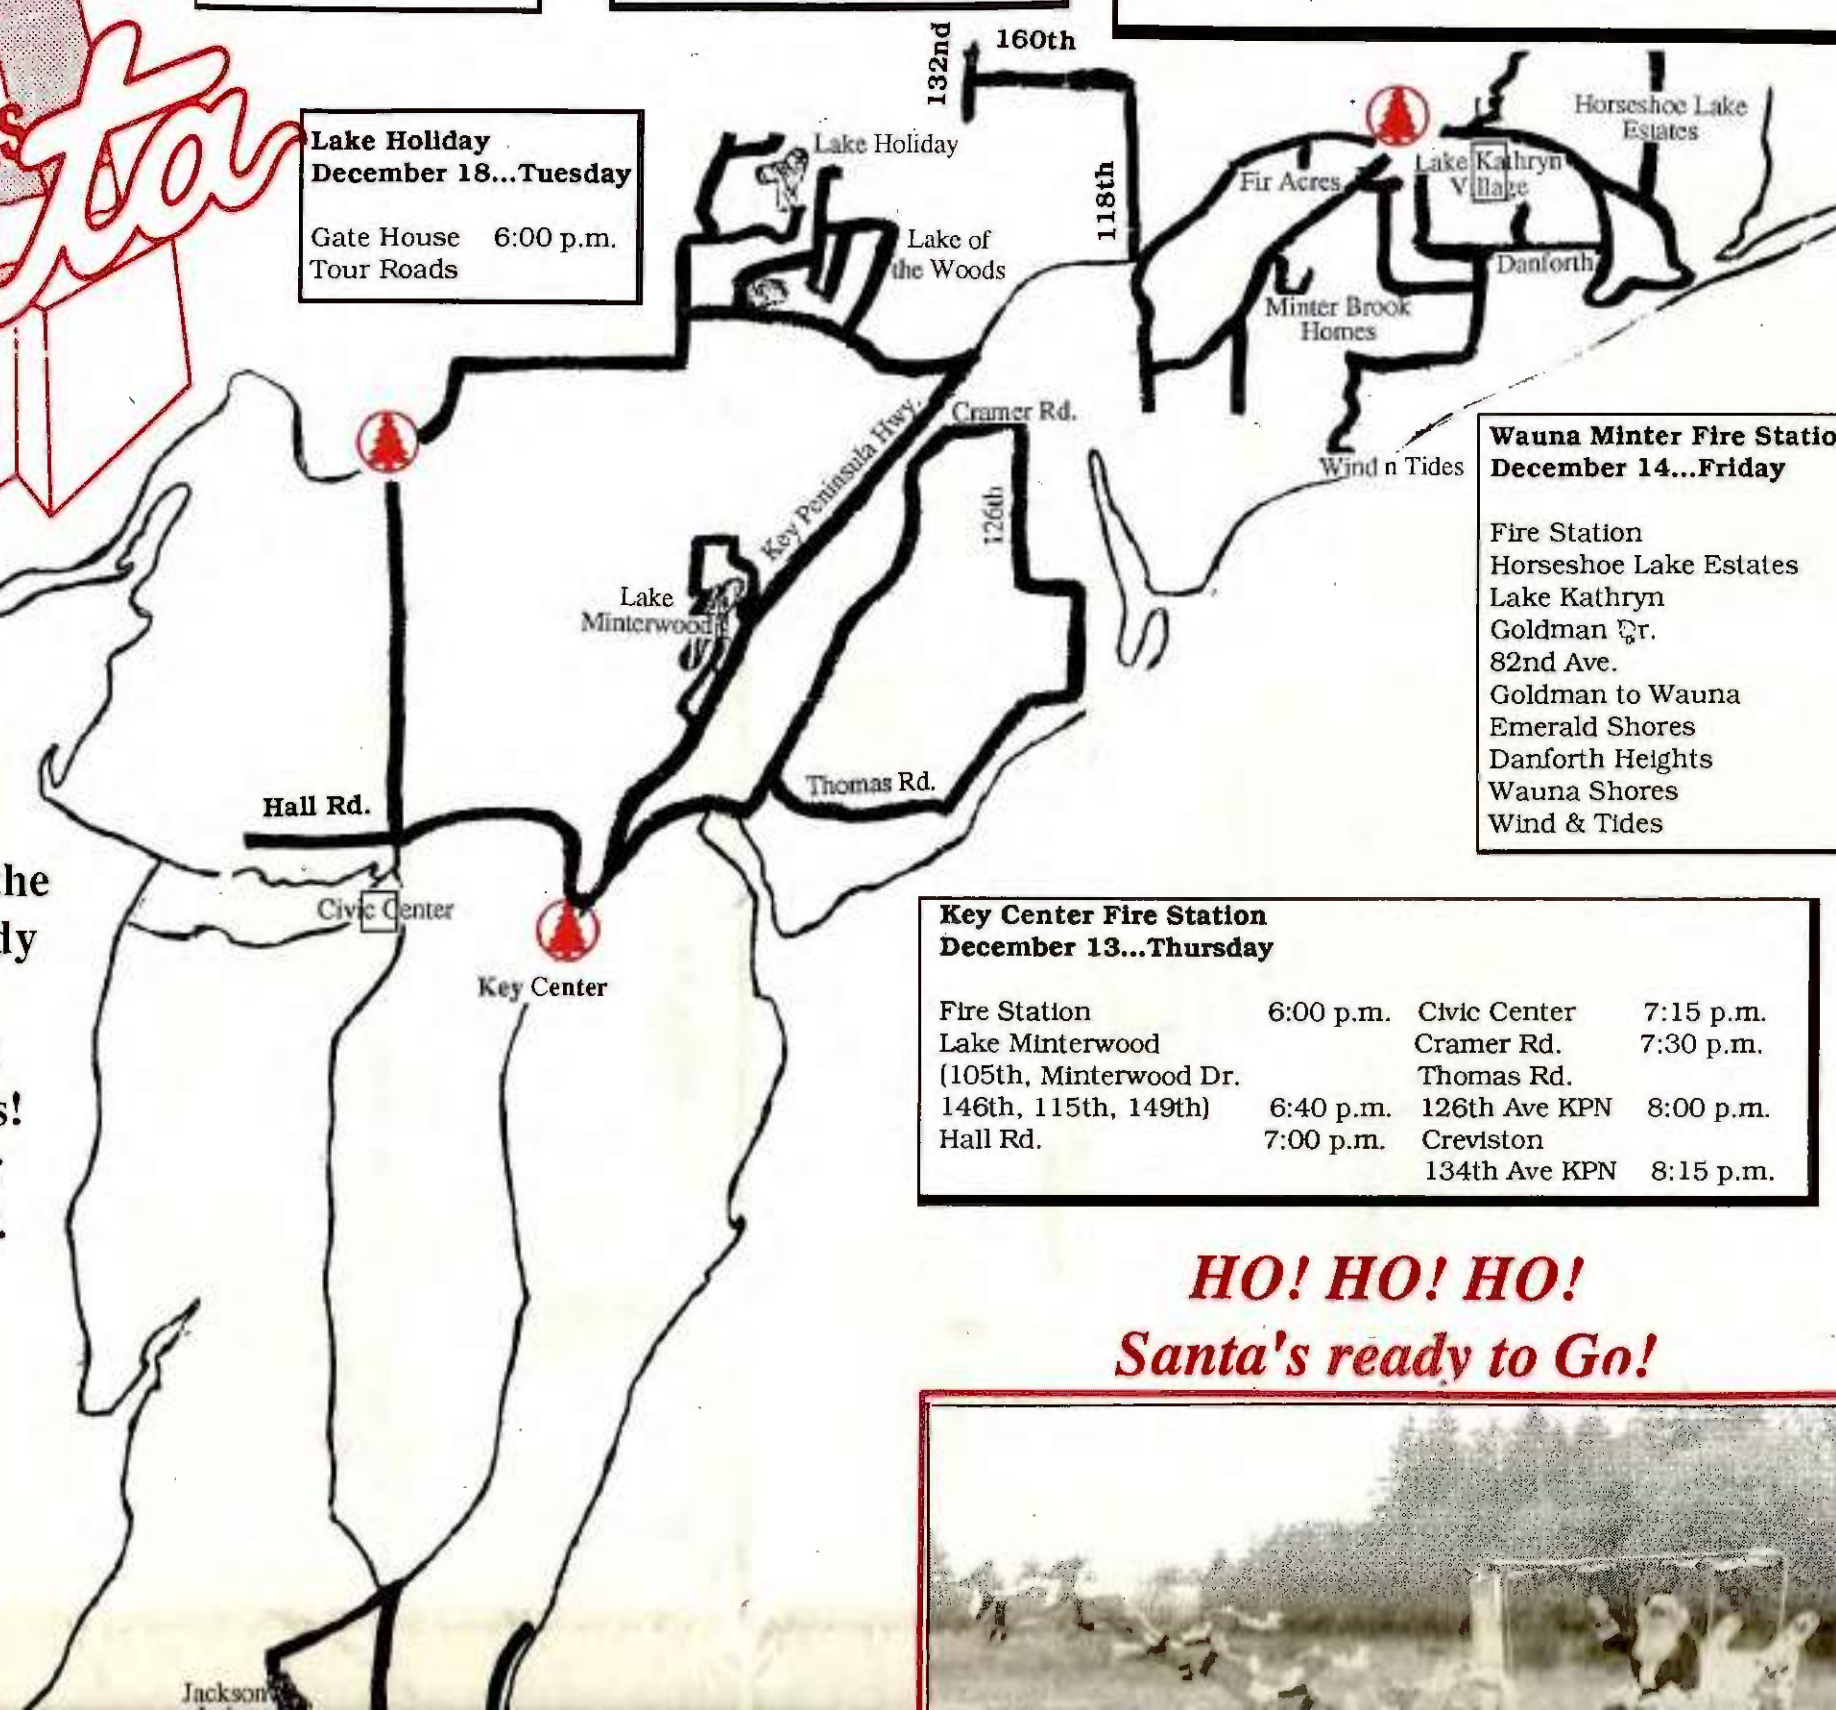 132nd
160th
Lake Holiday
December 18...Tuesday
Gate House 6:00 p.m.
Tour Roads
Lake Holiday
Lake of
the Woods
118th
Fir Acres
Lake Kathryn
Village
Horseshoe Lake
Estates
Danforth
Minter Brook
Homes
Wind n Tides
Key Peninsula Hwy.
Cramer Rd.
126th
Lake
Minterwood
Thomas Rd.
Hall Rd.
Civic Center
Key Center
Wauna Minter Fire Statio
December 14...Friday
Fire Station
Horseshoe Lake Estates
Lake Kathryn
Goldman Dr.
82nd Ave.
Goldman to Wauna
Emerald Shores
Danforth Heights
Wauna Shores
Wind & Tides
Key Center Fire Station
December 13...Thursday
Fire Station 6:00 p.m. Civic Center 7:15 p.m.
Lake Minterwood Cramer Rd. 7:30 p.m.
(105th, Minterwood Dr. Thomas Rd.
146th, 115th, 149th) 6:40 p.m. 126th Ave KPN 8:00 p.m.
Hall Rd. 7:00 p.m. Creviston
134th Ave KPN 8:15 p.m.
HO! HO! HO!
Santa's ready to Go!
Jackson